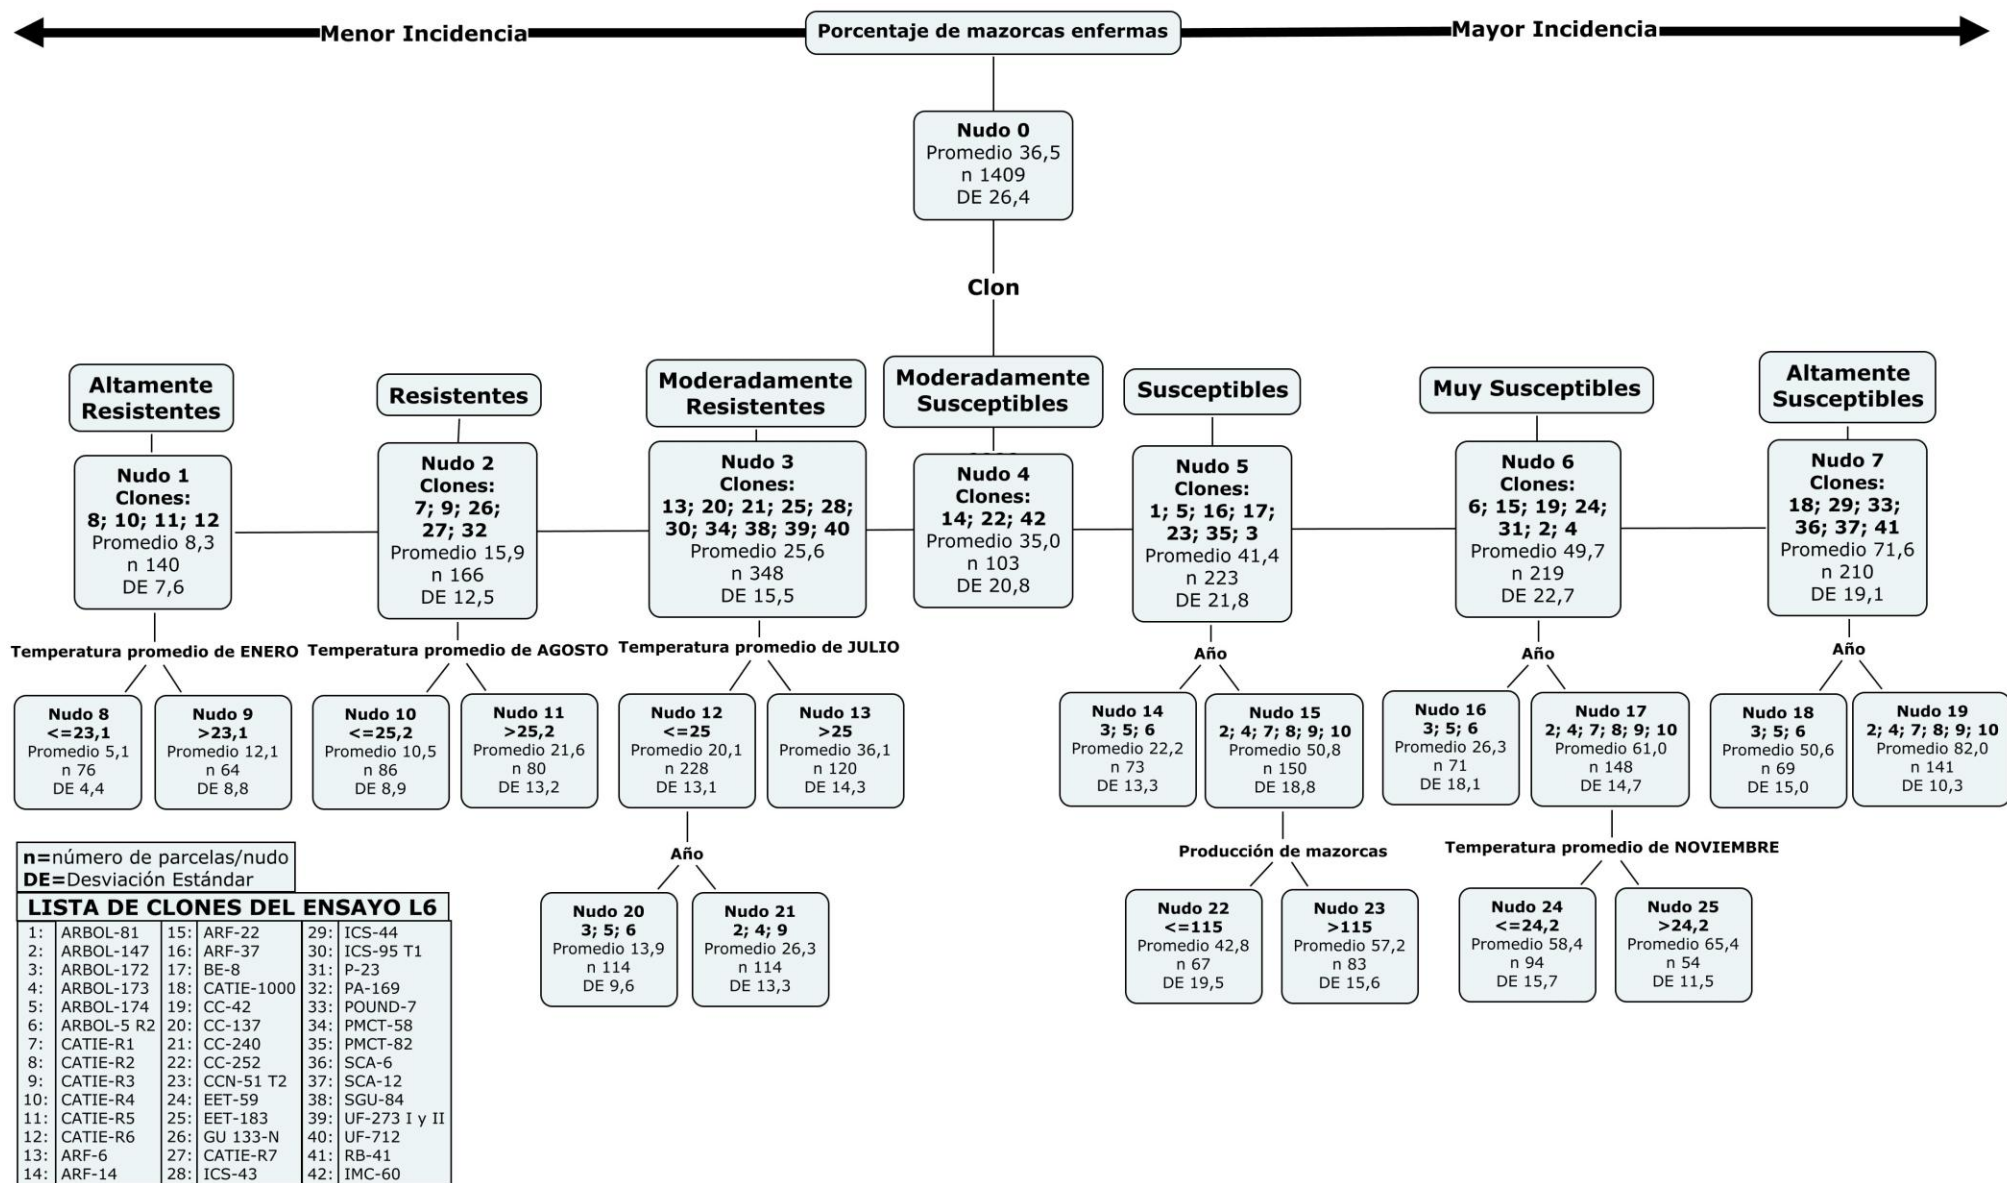 Menor Incidencia
Porcentaje de mazorcas enfermas
Mayor Incidencia
Nudo 0
Promedio 36,5
n 1409
DE 26,4
Clon
Altamente
Resistentes
Resistentes
Moderadamente
Resistentes
Moderadamente
Susceptibles
Susceptibles
Muy Susceptibles
Altamente
Susceptibles
Nudo 1
Clones:
8; 10; 11; 12
Promedio 8,3
n 140
DE 7,6
Nudo 2
Clones:
7; 9; 26;
27; 32
Promedio 15,9
n 166
DE 12,5
Nudo 3
Clones:
13; 20; 21; 25; 28;
30; 34; 38; 39; 40
Promedio 25,6
n 348
DE 15,5
Nudo 4
Clones:
14; 22; 42
Promedio 35,0
n 103
DE 20,8
Nudo 5
Clones:
1; 5; 16; 17;
23; 35; 3
Promedio 41,4
n 223
DE 21,8
Nudo 6
Clones:
6; 15; 19; 24;
31; 2; 4
Promedio 49,7
n 219
DE 22,7
Nudo 7
Clones:
18; 29; 33;
36; 37; 41
Promedio 71,6
n 210
DE 19,1
Temperatura promedio de ENERO
Temperatura promedio de AGOSTO
Temperatura promedio de JULIO
Año
Año
Año
Nudo 8
<=23,1
Promedio 5,1
n 76
DE 4,4
Nudo 9
>23,1
Promedio 12,1
n 64
DE 8,8
Nudo 10
<=25,2
Promedio 10,5
n 86
DE 8,9
Nudo 11
>25,2
Promedio 21,6
n 80
DE 13,2
Nudo 12
<=25
Promedio 20,1
n 228
DE 13,1
Nudo 13
>25
Promedio 36,1
n 120
DE 14,3
Nudo 14
3; 5; 6
Promedio 22,2
n 73
DE 13,3
Nudo 15
2; 4; 7; 8; 9; 10
Promedio 50,8
n 150
DE 18,8
Nudo 16
3; 5; 6
Promedio 26,3
n 71
DE 18,1
Nudo 17
2; 4; 7; 8; 9; 10
Promedio 61,0
n 148
DE 14,7
Nudo 18
3; 5; 6
Promedio 50,6
n 69
DE 15,0
Nudo 19
2; 4; 7; 8; 9; 10
Promedio 82,0
n 141
DE 10,3
Año
Producción de mazorcas
Temperatura promedio de NOVIEMBRE
Nudo 20
3; 5; 6
Promedio 13,9
n 114
DE 9,6
Nudo 21
2; 4; 9
Promedio 26,3
n 114
DE 13,3
Nudo 22
<=115
Promedio 42,8
n 67
DE 19,5
Nudo 23
>115
Promedio 57,2
n 83
DE 15,6
Nudo 24
<=24,2
Promedio 58,4
n 94
DE 15,7
Nudo 25
>24,2
Promedio 65,4
n 54
DE 11,5
n=número de parcelas/nudo
DE=Desviación Estándar
LISTA DE CLONES DEL ENSAYO L6
1: ARBOL-81 15: ARF-22 29: ICS-44
2: ARBOL-147 16: ARF-37 30: ICS-95 T1
3: ARBOL-172 17: BE-8 31: P-23
4: ARBOL-173 18: CATIE-1000 32: PA-169
5: ARBOL-174 19: CC-42 33: POUND-7
6: ARBOL-5 R2 20: CC-137 34: PMCT-58
7: CATIE-R1 21: CC-240 35: PMCT-82
8: CATIE-R2 22: CC-252 36: SCA-6
9: CATIE-R3 23: CCN-51 T2 37: SCA-12
10: CATIE-R4 24: EET-59 38: SGU-84
11: CATIE-R5 25: EET-183 39: UF-273 I y II
12: CATIE-R6 26: GU 133-N 40: UF-712
13: ARF-6 27: CATIE-R7 41: RB-41
14: ARF-14 28: ICS-43 42: IMC-60